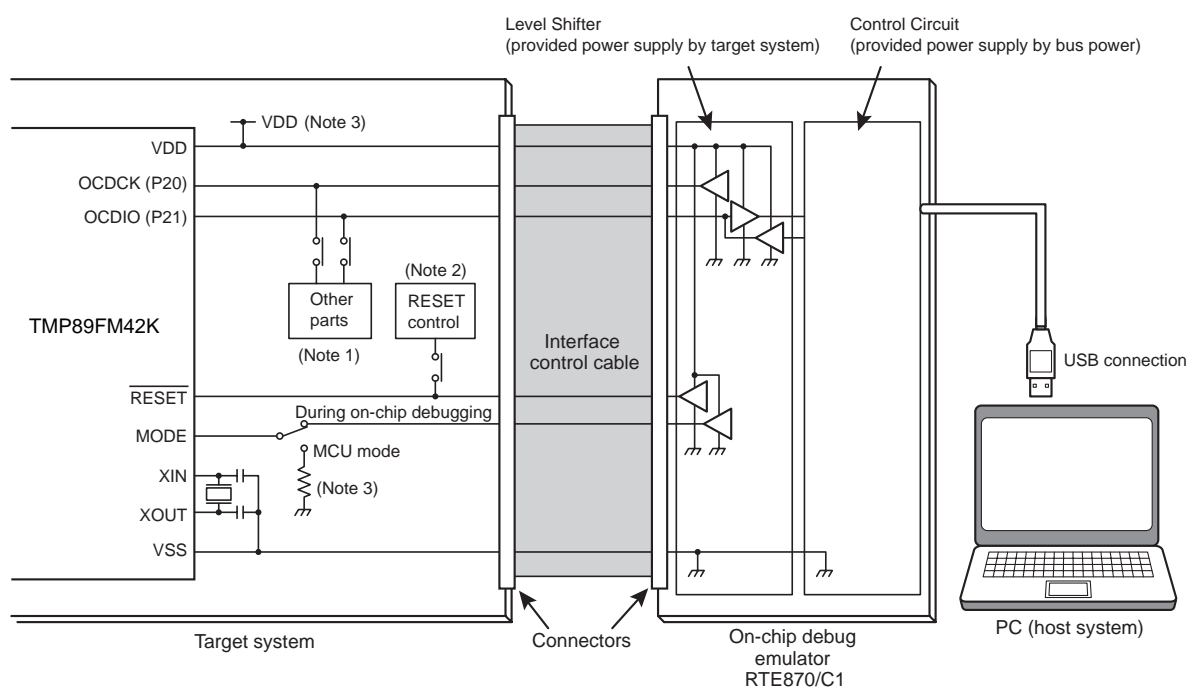 Level Shifter
(provided power supply by target system)
Control Circuit
(provided power supply by bus power)
VDD (Note 3)
VDD
OCDCK (P20)
OCDIO (P21)
(Note 2)
Other
parts
RESET
control
TMP89FM42K
(Note 1)
Interface
control cable
USB connection
RESET
During on-chip debugging
MODE
MCU mode
XIN
(Note 3)
XOUT
VSS
Target system
Connectors
On-chip debug
emulator
RTE870/C1
PC (host system)